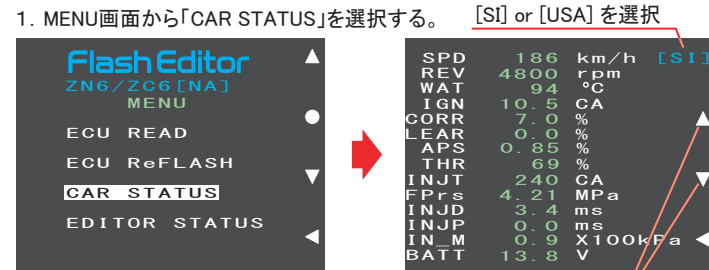 1. MENU画面から「CAR STATUS」を選択する。
[SI] or [USA] を選択
Flash Editor
ZN6/ZC6[NA]
MENU
ECU READ
ECU ReFLASH
CAR STATUS
EDITOR STATUS
SPD 186 km/h [SI]
REV 4800 rpm
WAT 94 °C
IGN 10.5 CA
CORR 7.0 %
LEAR 0.0 %
APS 0.85 %
THR 69 %
INJT 240 CA
FPrs 4.21 MPa
INJD 3.4 ms
INJP 0.0 ms
IN_M 0.9 X100kPa
BATT 13.8 V